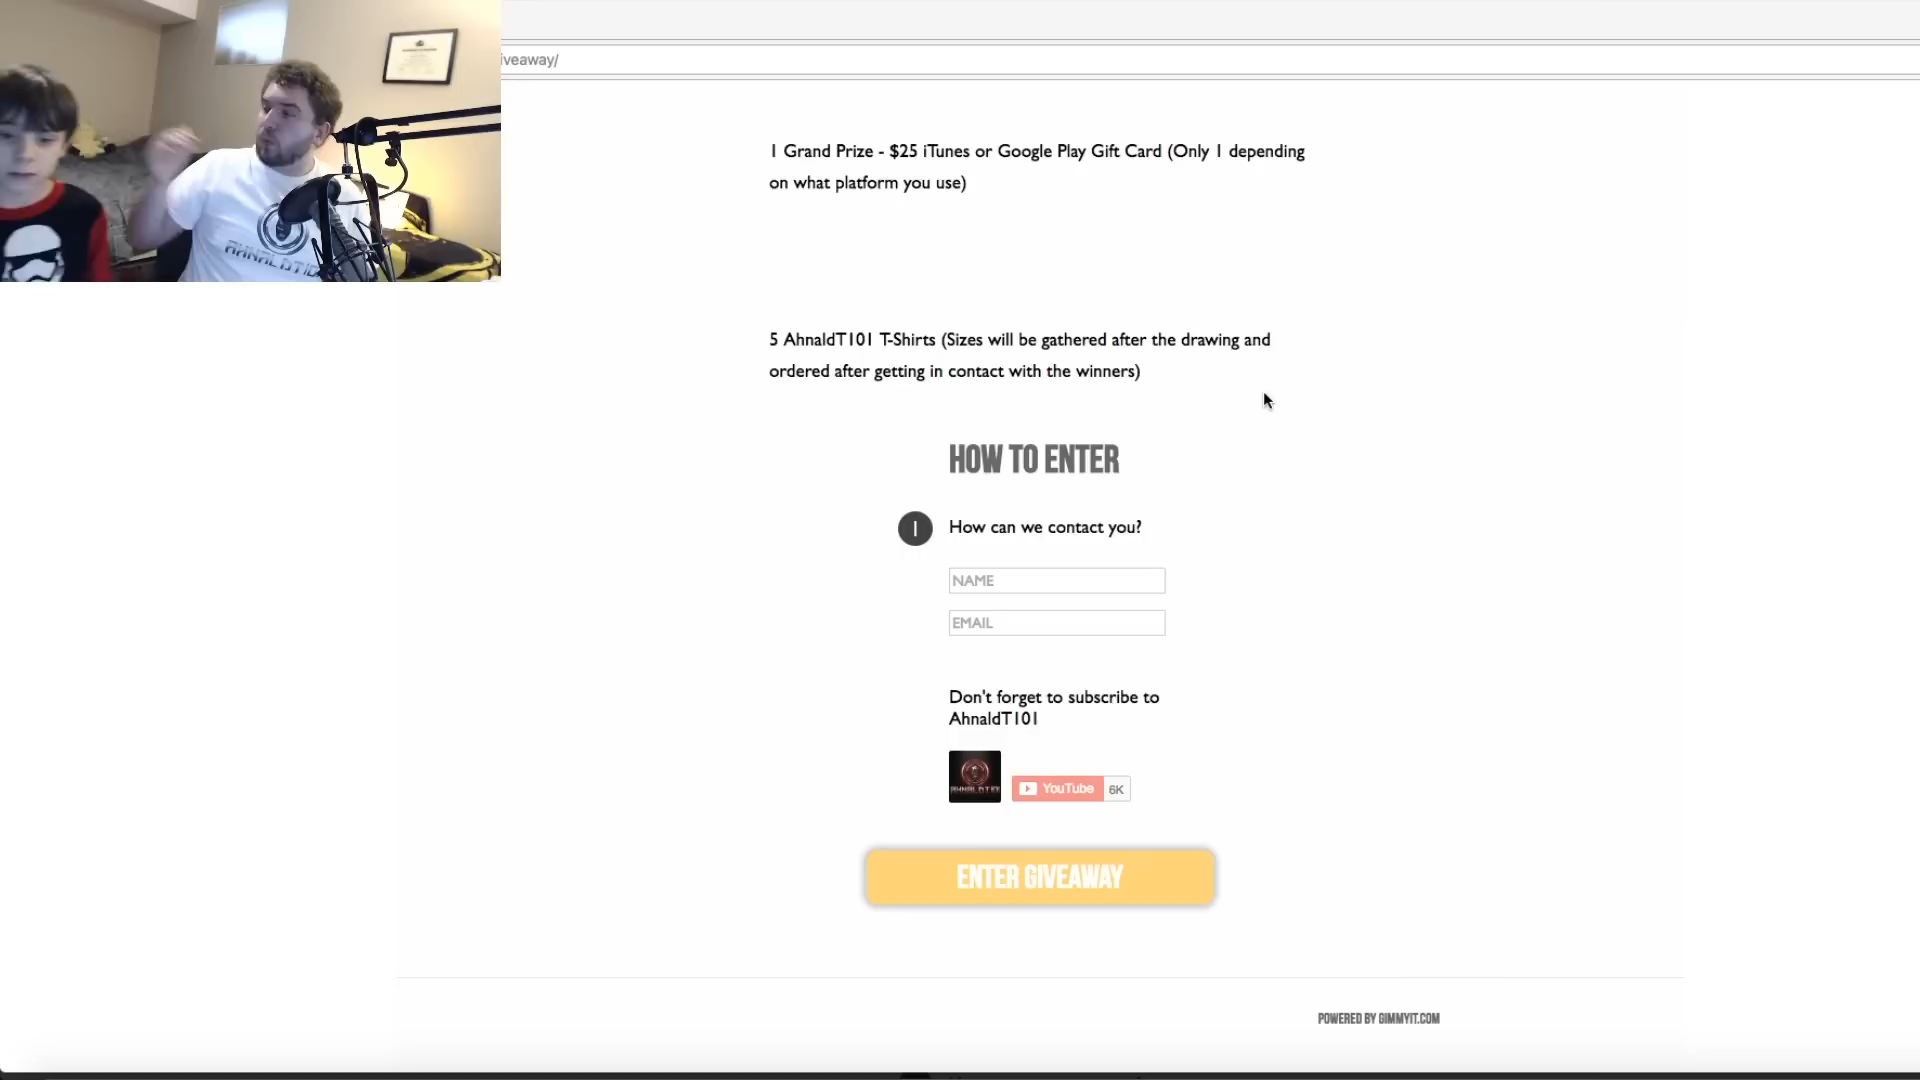 iveaway/
1 Grand Prize - $25 iTunes or Google Play Gift Card (Only 1 depending
on what platform you use)
5 AhnaldT101 T-Shirts (Sizes will be gathered after the drawing and
ordered after getting in contact with the winners)
HOW TO ENTER
1 How can we contact you?
NAME
EMAIL
Don't forget to subscribe to
AhnaldT101
YouTube 6K
ENTER GIVEAWAY
POWERED BY GIMMYIT.COM